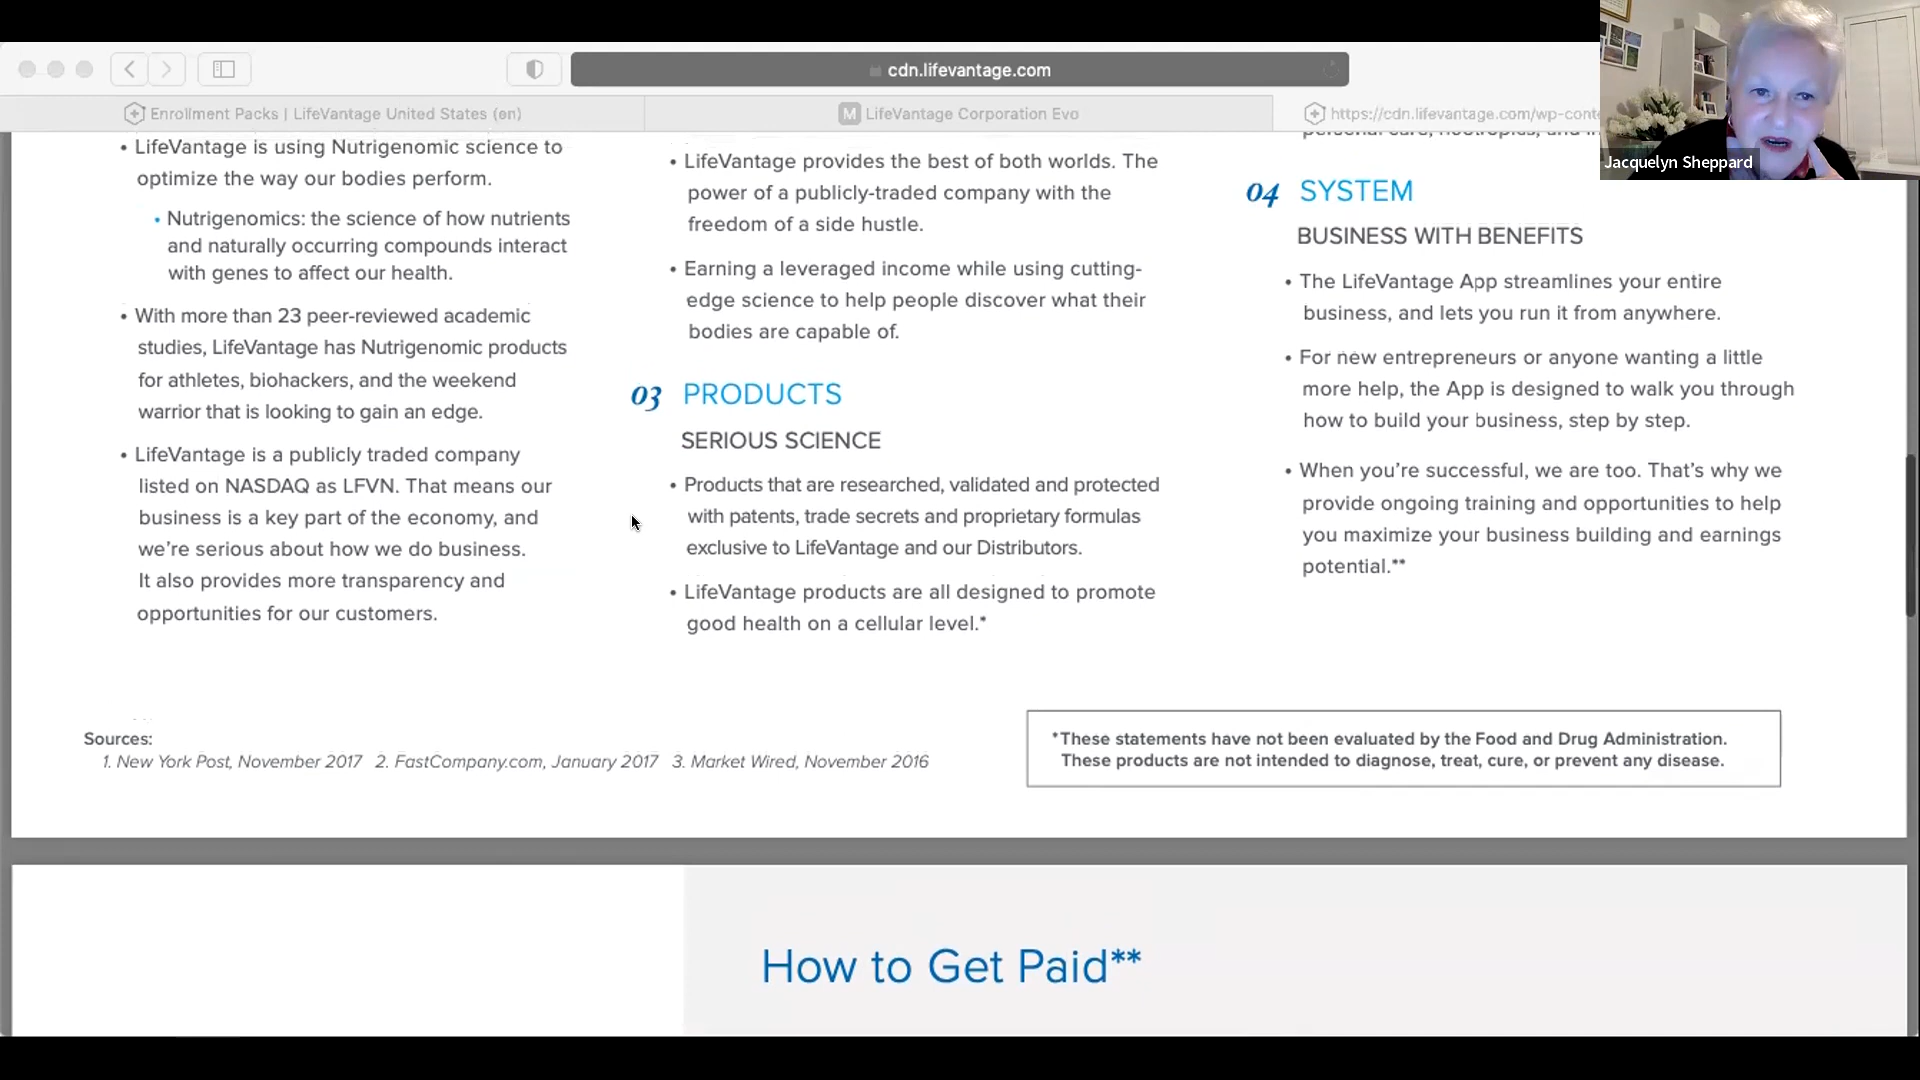 cdn.lifevantage.com
Enrollment Packs | LifeVantage United States (en)
M LifeVantage Corporation Evo
https://cdn.lifevantage.com/wp-conte
Jacquelyn Sheppard
• LifeVantage is using Nutrigenomic science to
optimize the way our bodies perform.
• Nutrigenomics: the science of how nutrients
and naturally occurring compounds interact
with genes to affect our health.
• With more than 23 peer-reviewed academic
studies, LifeVantage has Nutrigenomic products
for athletes, biohackers, and the weekend
warrior that is looking to gain an edge.
• LifeVantage is a publicly traded company
listed on NASDAQ as LFVN. That means our
business is a key part of the economy, and
we're serious about how we do business.
It also provides more transparency and
opportunities for our customers.
• LifeVantage provides the best of both worlds. The
power of a publicly-traded company with the
freedom of a side hustle.
• Earning a leveraged income while using cutting-
edge science to help people discover what their
bodies are capable of.
03 PRODUCTS
SERIOUS SCIENCE
• Products that are researched, validated and protected
with patents, trade secrets and proprietary formulas
exclusive to LifeVantage and our Distributors.
• LifeVantage products are all designed to promote
good health on a cellular level.*
personal care, nootropics, and
04 SYSTEM
BUSINESS WITH BENEFITS
• The LifeVantage App streamlines your entire
business, and lets you run it from anywhere.
• For new entrepreneurs or anyone wanting a little
more help, the App is designed to walk you through
how to build your business, step by step.
• When you're successful, we are too. That's why we
provide ongoing training and opportunities to help
you maximize your business building and earnings
potential.**
Sources:
1. New York Post, November 2017 2. FastCompany.com, January 2017 3. Market Wired, November 2016
*These statements have not been evaluated by the Food and Drug Administration.
These products are not intended to diagnose, treat, cure, or prevent any disease.
How to Get Paid**